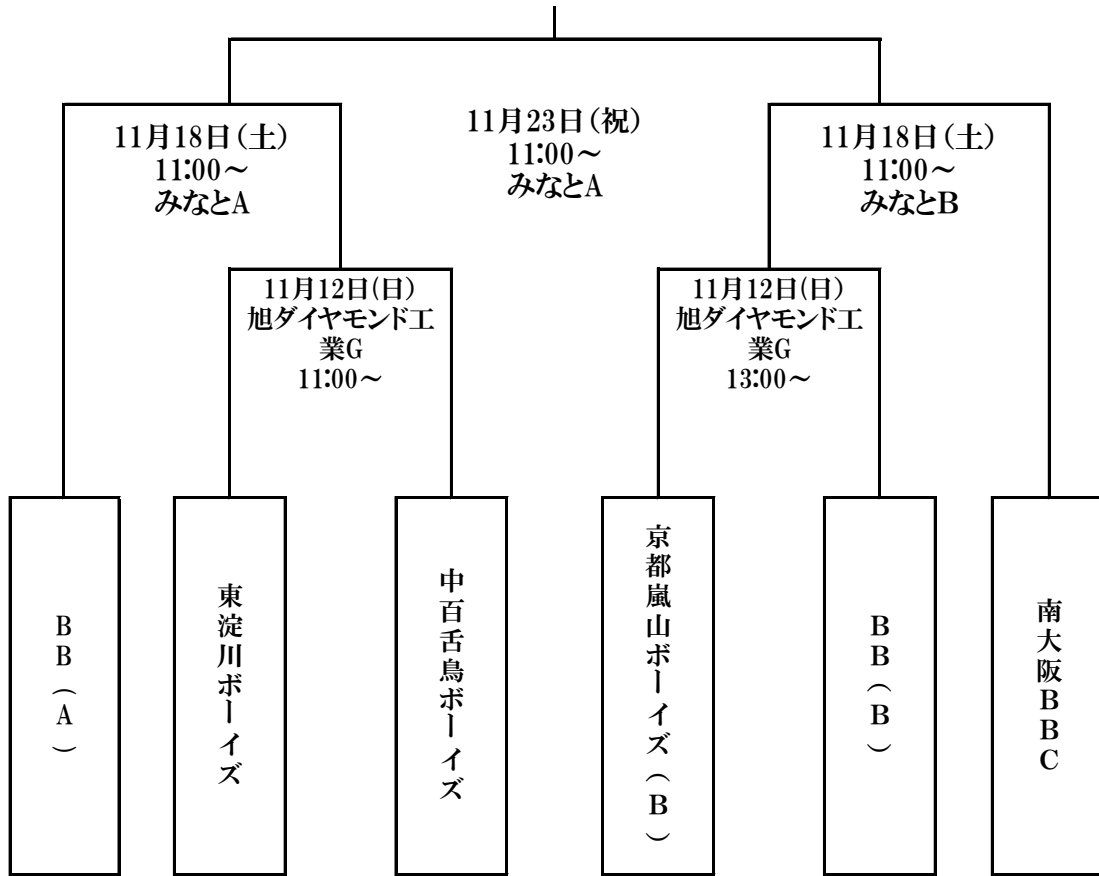 11月18日（土）
11:00～
みなとA
11月23日（祝）
11:00～
みなとA
11月18日（土）
11:00～
みなとB
11月12日(日)
旭ダイヤモンド工
業G
11:00～
11月12日(日)
旭ダイヤモンド工
業G
13:00～
BB（A）
東淀川ボーイズ
中百舌鳥ボーイズ
京都嵐山ボーイズ（B）
BB（B）
南大阪BBC